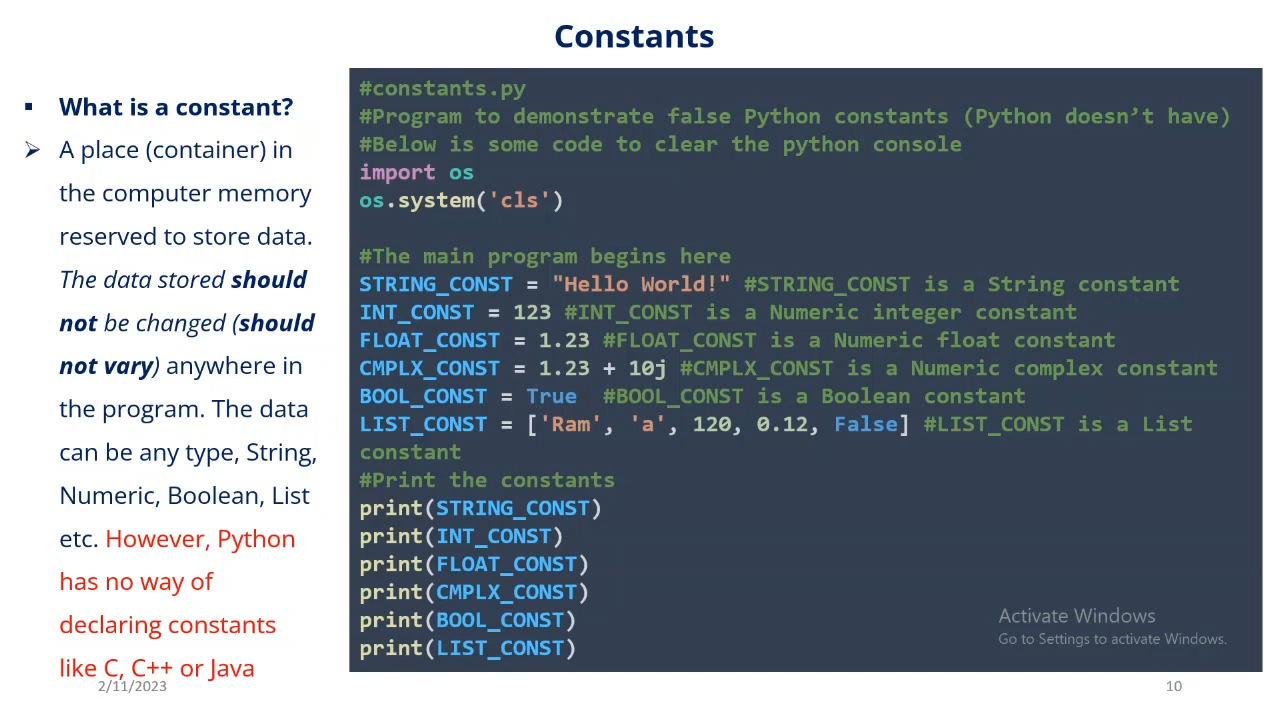 Constants
▪ What is a constant?
➢ A place (container) in
the computer memory
reserved to store data.
The data stored should
not be changed (should
not vary) anywhere in
the program. The data
can be any type, String,
Numeric, Boolean, List
etc. However, Python
has no way of
declaring constants
like C, C++ or Java
#constants.py
#Program to demonstrate false Python constants (Python doesn’t have)
#Below is some code to clear the python console
import os
os.system('cls')
#The main program begins here
STRING_CONST = "Hello World!" #STRING_CONST is a String constant
INT_CONST = 123 #INT_CONST is a Numeric integer constant
FLOAT_CONST = 1.23 #FLOAT_CONST is a Numeric float constant
CMPLX_CONST = 1.23 + 10j #CMPLX_CONST is a Numeric complex constant
BOOL_CONST = True  #BOOL_CONST is a Boolean constant
LIST_CONST = ['Ram', 'a', 120, 0.12, False] #LIST_CONST is a List
constant
#Print the constants
print(STRING_CONST)
print(INT_CONST)
print(FLOAT_CONST)
print(CMPLX_CONST)
print(BOOL_CONST)
print(LIST_CONST)
Activate Windows
Go to Settings to activate Windows.
2/11/2023
10